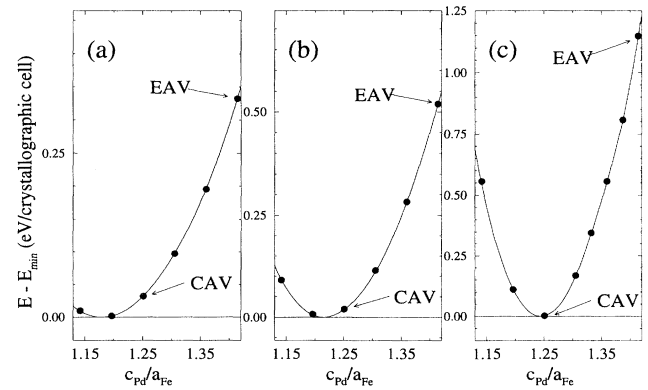 (a)
(b)
(c)
EAV
EAV
EAV
CAV
CAV
CAV
E - Emin (eV/crystallographic cell)
0.25
0.00
0.50
0.25
0.00
1.25
1.00
0.75
0.50
0.25
0.00
1.15 1.25 1.35
1.15 1.25 1.35
1.15 1.25 1.35
cPd/aFe
cPd/aFe
cPd/aFe